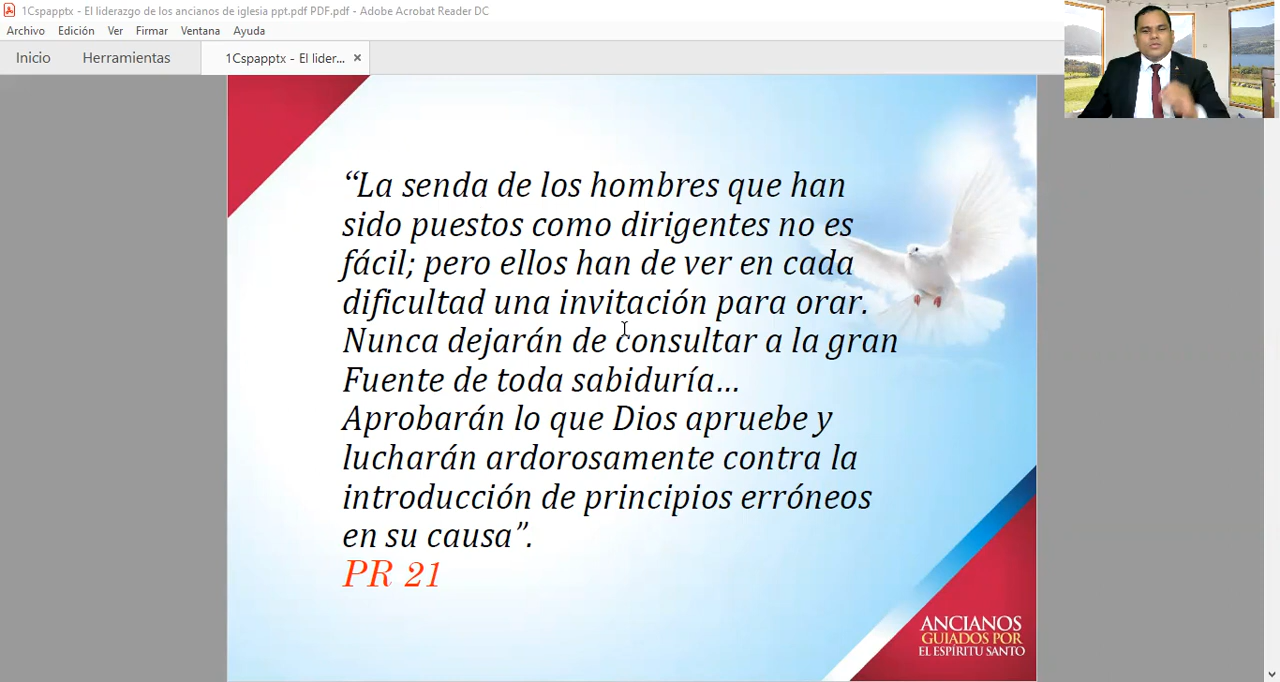 1Cspapptx - El liderazgo de los ancianos de iglesia ppt.pdf PDF.pdf - Adobe Acrobat Reader DC
Archivo Edición Ver Firmar Ventana Ayuda
Inicio Herramientas 1Cspapptx - El lider... ×
“La senda de los hombres que han
sido puestos como dirigentes no es
fácil; pero ellos han de ver en cada
dificultad una invitación para orar.
Nunca dejarán de consultar a la gran
Fuente de toda sabiduría...
Aprobarán lo que Dios apruebe y
lucharán ardorosamente contra la
introducción de principios erróneos
en su causa”.
PR 21
ANCIANOS
GUIADOS POR
EL ESPÍRITU SANTO